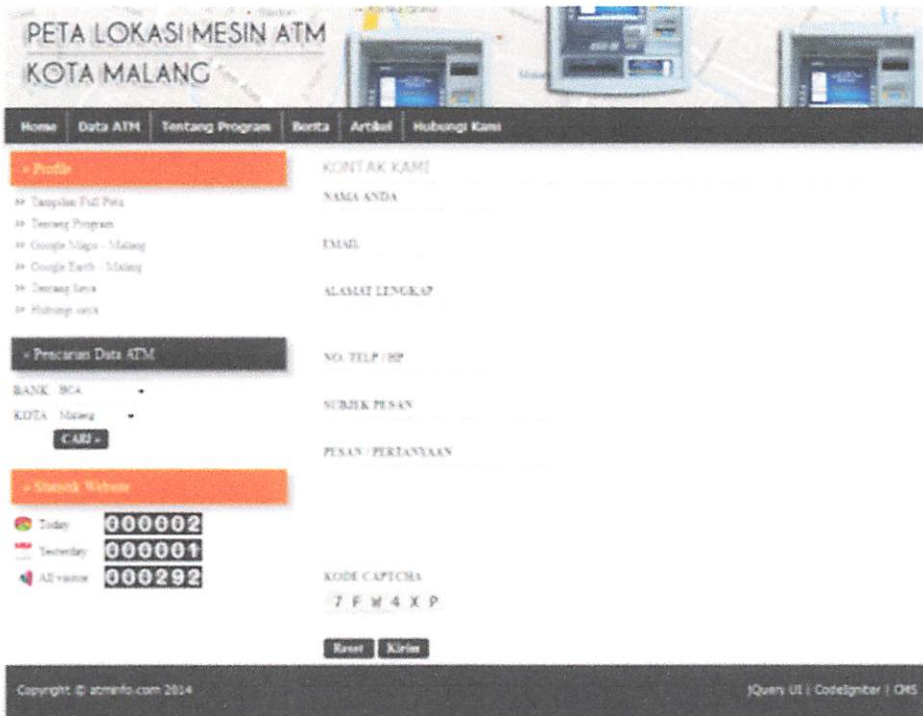 PETA LOKASI MESIN ATM
KOTA MALANG
Home Data ATM Tentang Program Berita Artikel Hubungi Kami
» Profile
» Tampilan Full Peta
» Tentang Program
» Google Maps - Malang
» Google Earth - Malang
» Tentang Saya
» Hubungi saya
» Pencarian Data ATM
BANK BCA
KOTA Malang
CARI »
» Statistik Website
Today 000002
Yesterday 000001
All visitor 000292
KONTAK KAMI
NAMA ANDA
EMAIL
ALAMAT LENGKAP
NO. TELP / HP
SUBJEK PESAN
PESAN / PERTANYAAN
KODE CAPTCHA
7 F W 4 X P
Reset Kirim
Copyright © atminfo.com 2014
jQuery UI | CodeIgniter | CMS